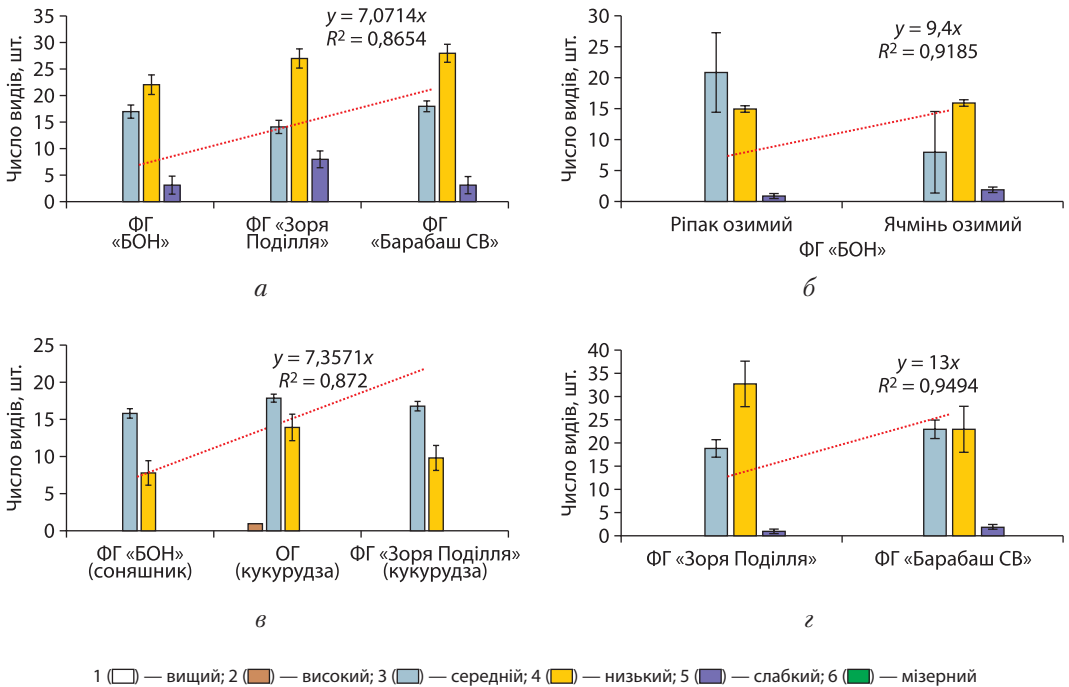 Число видів, шт.
35
30
25
20
15
10
5
0
y = 7,0714x
R² = 0,8654
ФГ «БОН»
ФГ «Зоря Поділля»
ФГ «Барабаш СВ»
а
Число видів, шт.
30
25
20
15
10
5
0
y = 9,4x
R² = 0,9185
Ріпак озимий
Ячмінь озимий
ФГ «БОН»
б
Число видів, шт.
25
20
15
10
5
0
y = 7,3571x
R² = 0,872
ФГ «БОН» (соняшник)
ОГ (кукурудза)
ФГ «Зоря Поділля» (кукурудза)
в
Число видів, шт.
40
35
30
25
20
15
10
5
0
y = 13x
R² = 0,9494
ФГ «Зоря Поділля»
ФГ «Барабаш СВ»
г
1 ( ) — вищий; 2 ( ) — високий; 3 ( ) — середній; 4 ( ) — низький; 5 ( ) — слабкий; 6 ( ) — мізерний